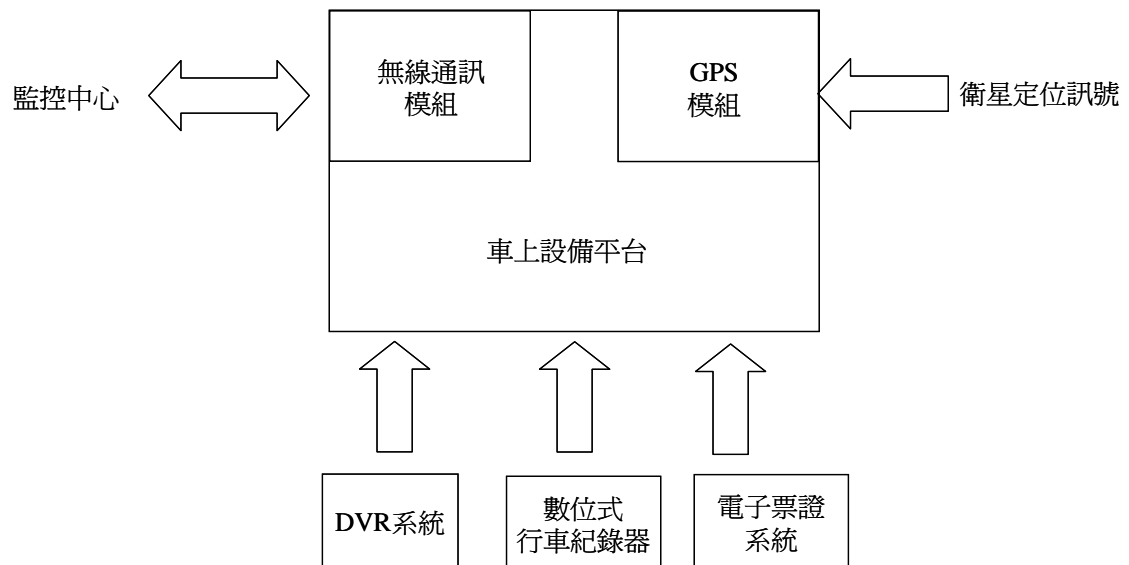 監控中心
無線通訊
模組
GPS
模組
衛星定位訊號
車上設備平台
DVR系統
數位式
行車紀錄器
電子票證
系統